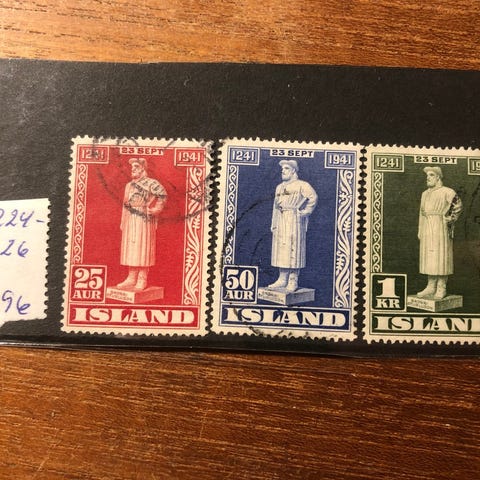 224-
26
96
1241 23 SEPT 1941
25
AUR
ISLAND
1241 23 SEPT 1941
50
AUR
ISLAND
1241 23 SEPT
1
KR
ISLAND